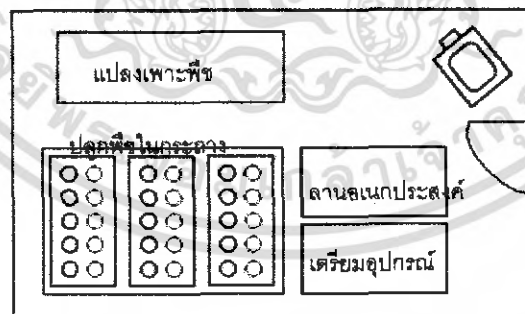 แปลงเพาะพืช
ปลูกพืชในกระถาง
ลานอเนกประสงค์
เตรียมอุปกรณ์